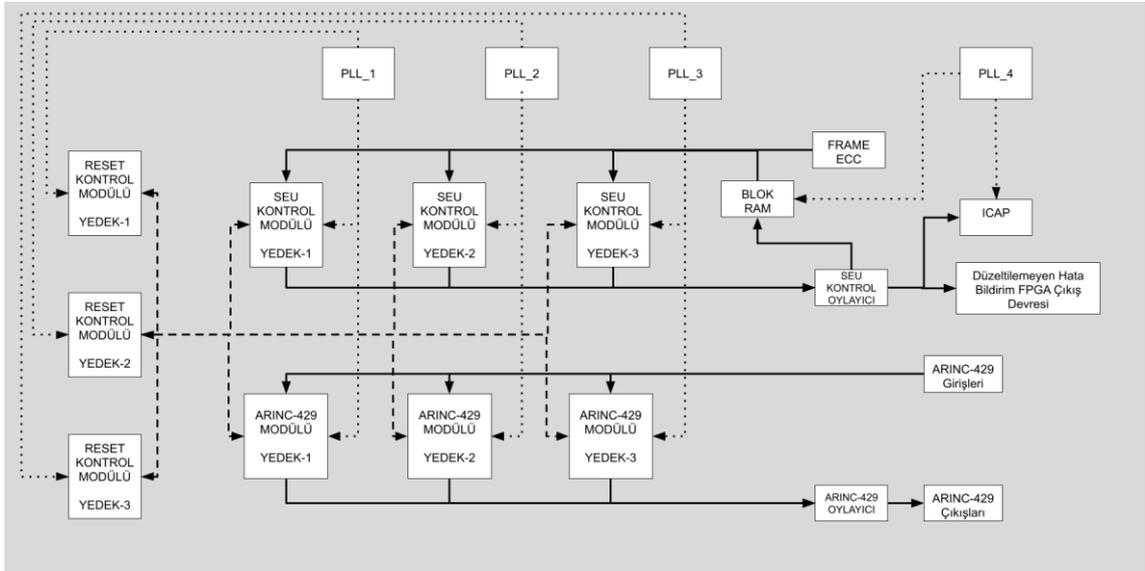 PLL_1
PLL_2
PLL_3
PLL_4
FRAME
ECC
RESET
KONTROL
MODÜLÜ
YEDEK-1
SEU
KONTROL
MODÜLÜ
YEDEK-1
SEU
KONTROL
MODÜLÜ
YEDEK-2
SEU
KONTROL
MODÜLÜ
YEDEK-3
BLOK
RAM
ICAP
SEU
KONTROL
OYLAYICI
Düzeltilemeyen Hata
Bildirim FPGA Çıkış
Devresi
RESET
KONTROL
MODÜLÜ
YEDEK-2
ARINC-429
Girişleri
ARINC-429
MODÜLÜ
YEDEK-1
ARINC-429
MODÜLÜ
YEDEK-2
ARINC-429
MODÜLÜ
YEDEK-3
RESET
KONTROL
MODÜLÜ
YEDEK-3
ARINC-429
OYLAYICI
ARINC-429
Çıkışları